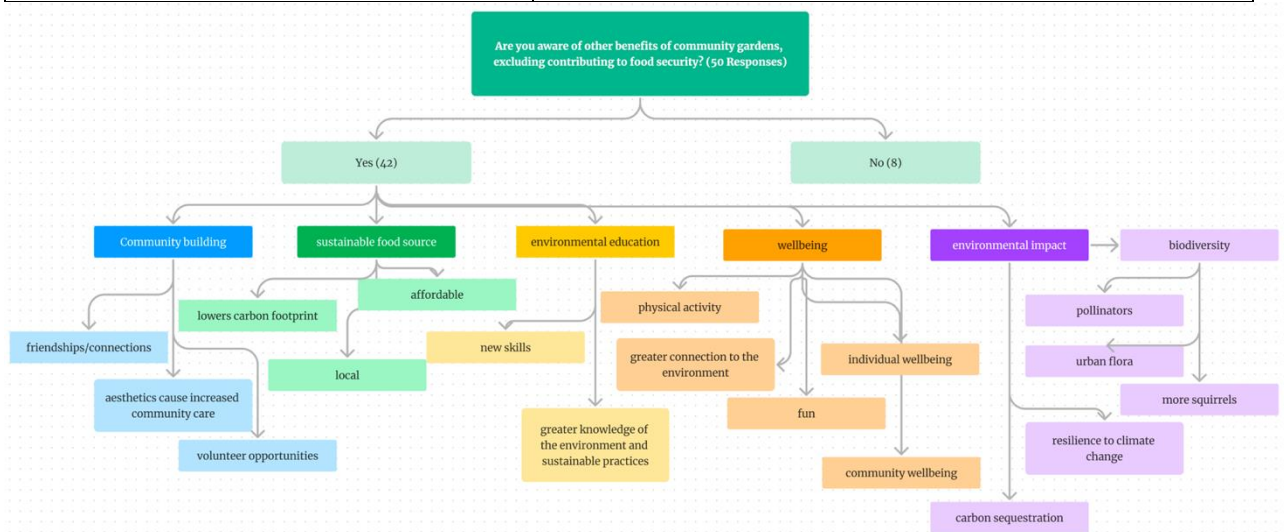 Are you aware of other benefits of community gardens,
excluding contributing to food security? (50 Responses)
Yes (42)
No (8)
Community building
sustainable food source
environmental education
wellbeing
environmental impact
biodiversity
affordable
physical activity
pollinators
lowers carbon footprint
friendships/connections
new skills
greater connection to the
environment
individual wellbeing
urban flora
local
aesthetics cause increased
community care
fun
more squirrels
greater knowledge of
the environment and
sustainable practices
resilience to climate
change
volunteer opportunities
community wellbeing
carbon sequestration